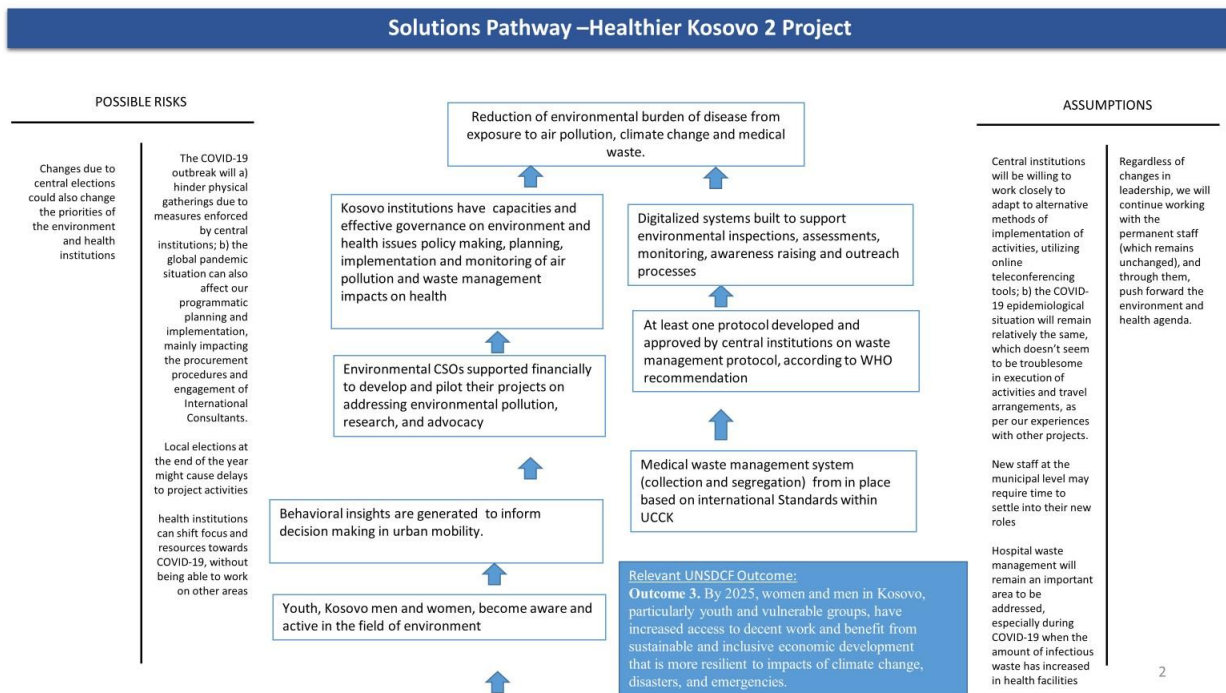 Solutions Pathway –Healthier Kosovo 2 Project
POSSIBLE RISKS
Changes due to
central elections
could also change
the priorities of
the environment
and health
institutions
The COVID-19
outbreak will a)
hinder physical
gatherings due to
measures enforced
by central
institutions; b) the
global pandemic
situation can also
affect our
programmatic
planning and
implementation,
mainly impacting
the procurement
procedures and
engagement of
International
Consultants.
Local elections at
the end of the year
might cause delays
to project activities
health institutions
can shift focus and
resources towards
COVID-19, without
being able to work
on other areas
Reduction of environmental burden of disease from
exposure to air pollution, climate change and medical
waste.
Kosovo institutions have capacities and
effective governance on environment and
health issues policy making, planning,
implementation and monitoring of air
pollution and waste management
impacts on health
Environmental CSOs supported financially
to develop and pilot their projects on
addressing environmental pollution,
research, and advocacy
Behavioral insights are generated to inform
decision making in urban mobility.
Youth, Kosovo men and women, become aware and
active in the field of environment
Digitalized systems built to support
environmental inspections, assessments,
monitoring, awareness raising and outreach
processes
At least one protocol developed and
approved by central institutions on waste
management protocol, according to WHO
recommendation
Medical waste management system
(collection and segregation) from in place
based on international Standards within
UCCK
Relevant UNSDCF Outcome:
Outcome 3. By 2025, women and men in Kosovo,
particularly youth and vulnerable groups, have
increased access to decent work and benefit from
sustainable and inclusive economic development
that is more resilient to impacts of climate change,
disasters, and emergencies.
ASSUMPTIONS
Central institutions
will be willing to
work closely to
adapt to alternative
methods of
implementation of
activities, utilizing
online
teleconferencing
tools; b) the COVID-
19 epidemiological
situation will remain
relatively the same,
which doesn't seem
to be troublesome
in execution of
activities and travel
arrangements, as
per our experiences
with other projects.
New staff at the
municipal level may
require time to
settle into their new
roles
Hospital waste
management will
remain an important
area to be
addressed,
especially during
COVID-19 when the
amount of infectious
waste has increased
in health facilities
Regardless of
changes in
leadership, we will
continue working
with the
permanent staff
(which remains
unchanged), and
through them,
push forward the
environment and
health agenda.
2